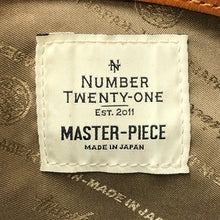 N
NUMBER
TWENTY-ONE
EST. 2011
MASTER-PIECE
MADE IN JAPAN